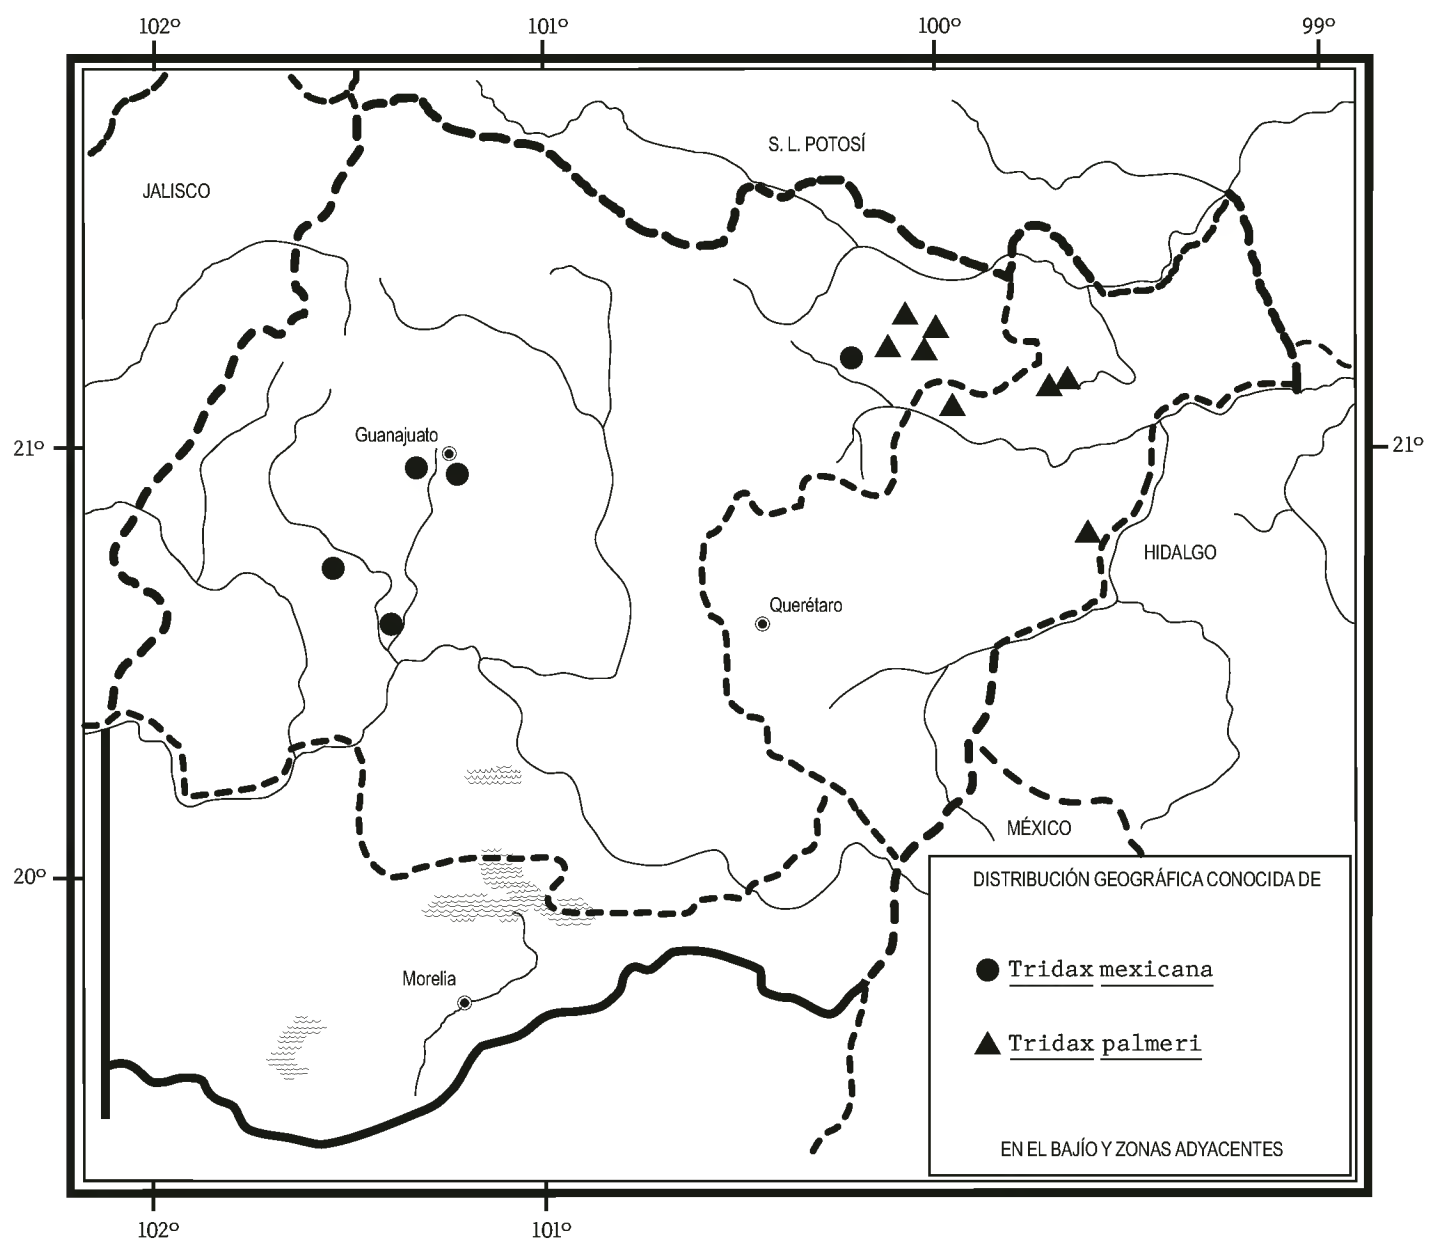 102º 101º 100º 99º
S. L. POTOSÍ
JALISCO
Guanajuato
21º
21º
HIDALGO
Querétaro
MÉXICO
20º
DISTRIBUCIÓN GEOGRÁFICA CONOCIDA DE
Tridax mexicana
Morelia
Tridax palmeri
EN EL BAJÍO Y ZONAS ADYACENTES
102º 101º